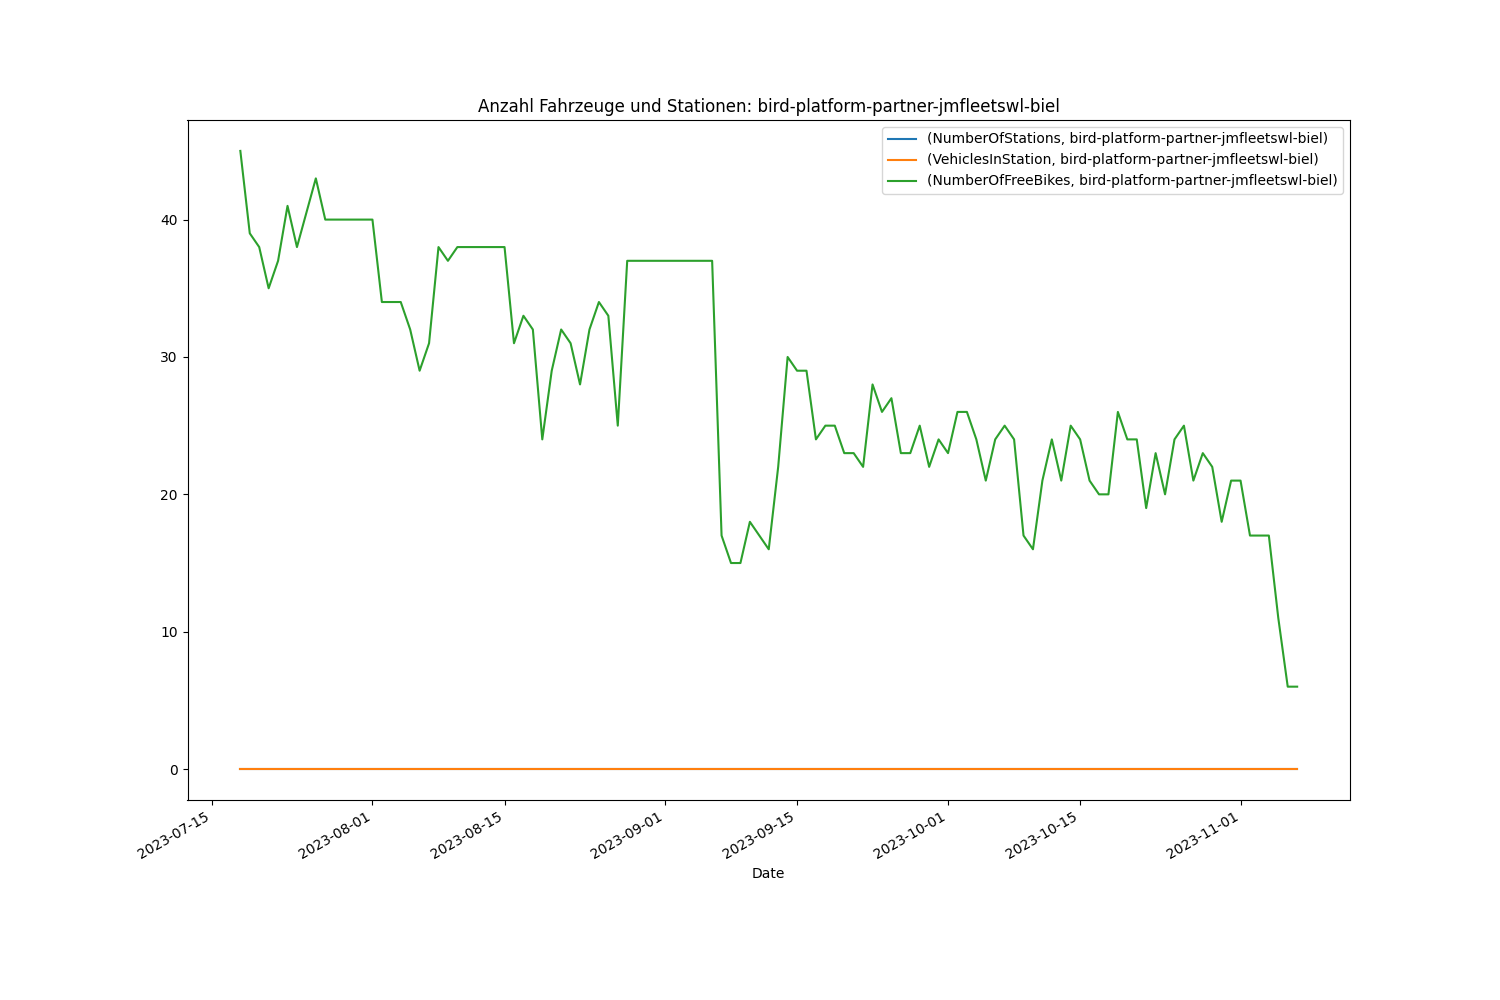 Anzahl Fahrzeuge und Stationen: bird-platform-partner-jmfleetswl-biel
(NumberOfStations, bird-platform-partner-jmfleetswl-biel)
(VehiclesInStation, bird-platform-partner-jmfleetswl-biel)
(NumberOfFreeBikes, bird-platform-partner-jmfleetswl-biel)
40
30
20
10
0
2023-07-15
2023-08-01
2023-08-15
2023-09-01
2023-09-15
2023-10-01
2023-10-15
2023-11-01
Date